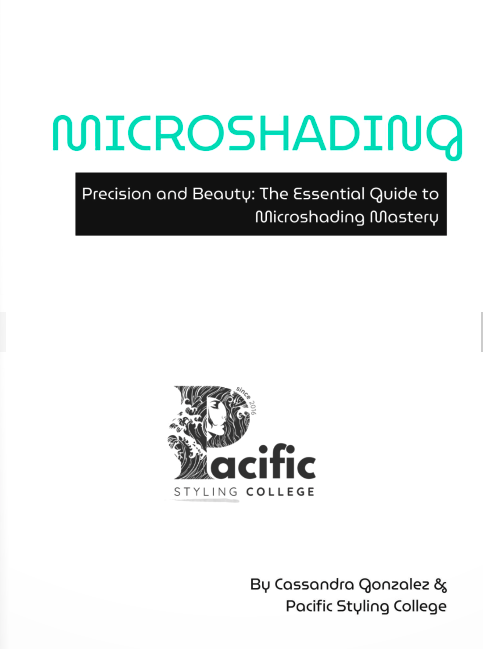 MICROSHADING
Precision and Beauty: The Essential Guide to
Microshading Mastery
since 2016
Pacific
STYLING COLLEGE
By Cassandra Gonzalez &
Pacific Styling College